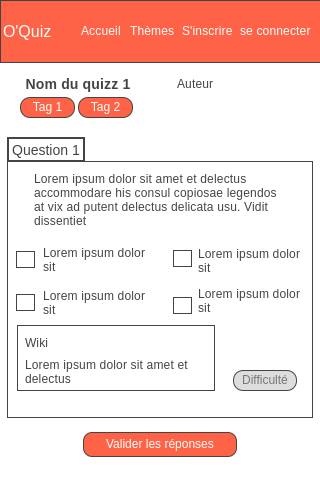 O'Quiz Accueil Thèmes S'inscrire se connecter
Nom du quizz 1 Auteur
Tag 1 Tag 2
Question 1
Lorem ipsum dolor sit amet et delectus
accommodare his consul copiosae legendos
at vix ad putent delectus delicata usu. Vidit
dissentiet
Lorem ipsum dolor
sit
Lorem ipsum dolor
sit
Lorem ipsum dolor
sit
Lorem ipsum dolor
sit
Wiki
Lorem ipsum dolor sit amet et
delectus
Difficulté
Valider les réponses